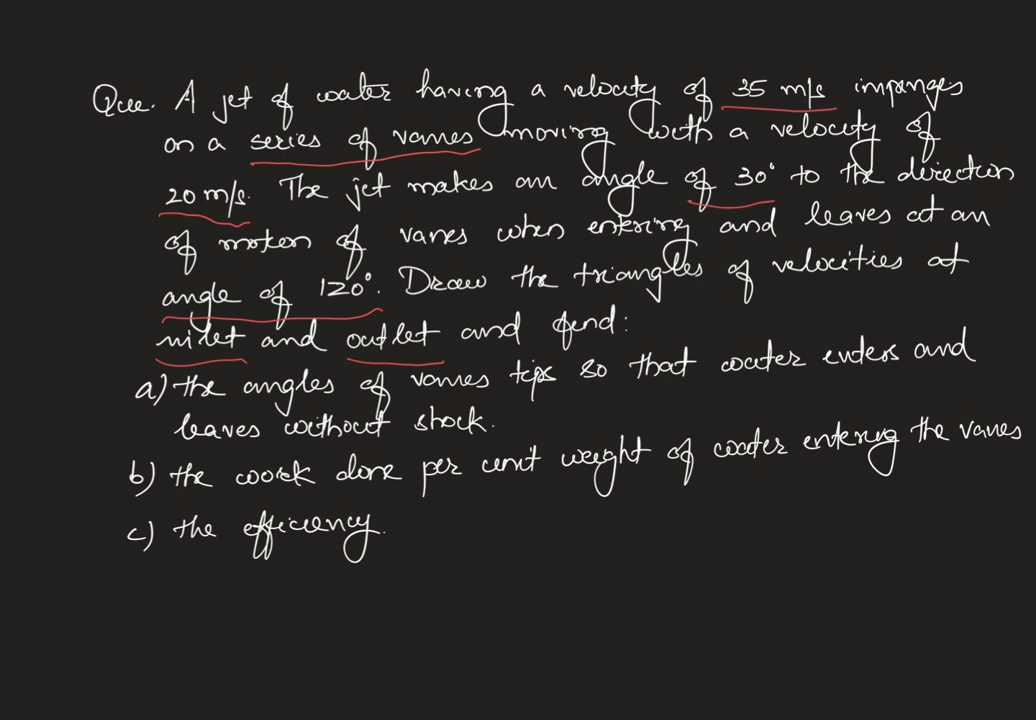 Que. A jet of water having a velocity of 35 m/s impinges
on a series of vanes moving with a velocity of
20 m/s. The jet makes an angle of 30° to the direction
of motion of vanes when entering and leaves at an
angle of 120°. Draw the triangles of velocities at
inlet and outlet and find:
a) the angles of vanes tips so that water enters and
leaves without shock.
b) the work done per unit weight of water entering the vanes
c) the efficiency.